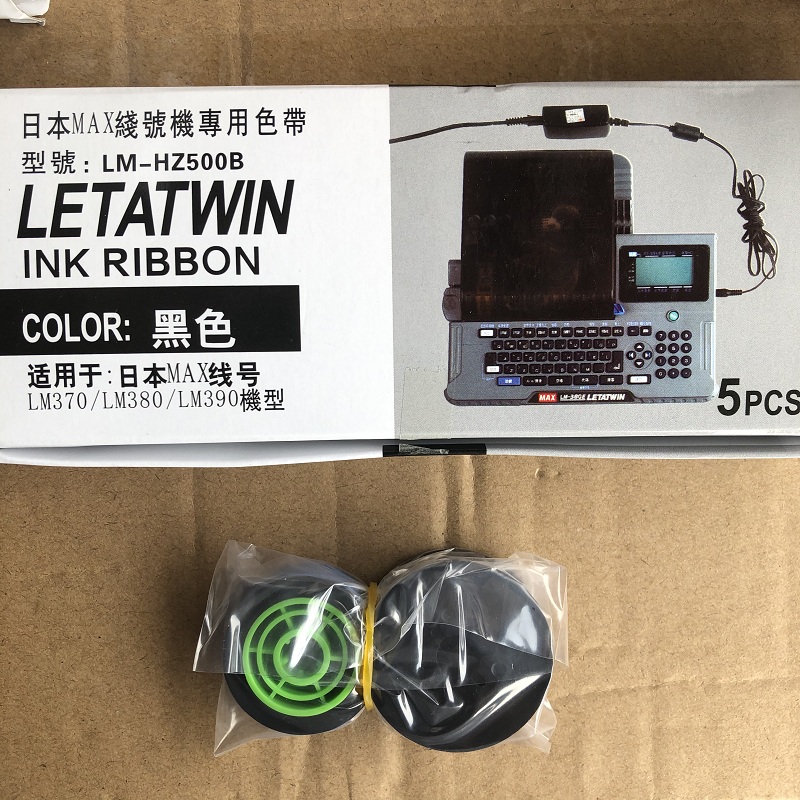 日本MAX綫號機專用色帶
型號: LM-HZ500B
LETATWIN
INK RIBBON
COLOR: 黑色
适用于:日本MAX线号
LM370/LM380/LM390機型
MAX LM-380E LETATWIN
5PCS